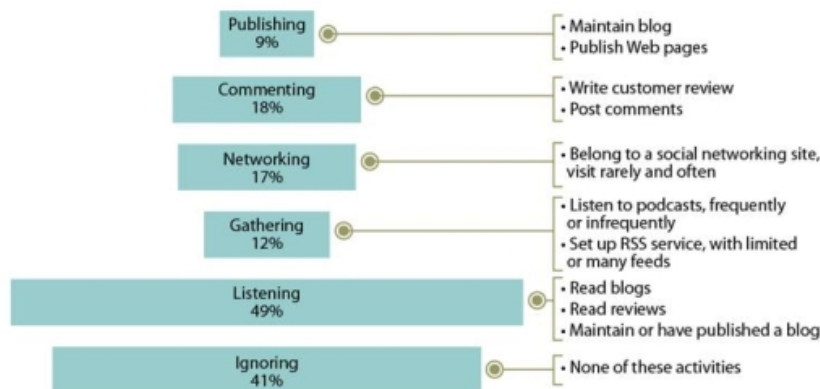 Publishing
9%
• Maintain blog
• Publish Web pages
Commenting
18%
• Write customer review
• Post comments
Networking
17%
• Belong to a social networking site,
visit rarely and often
Gathering
12%
• Listen to podcasts, frequently
or infrequently
• Set up RSS service, with limited
or many feeds
Listening
49%
• Read blogs
• Read reviews
• Maintain or have published a blog
Ignoring
41%
• None of these activities